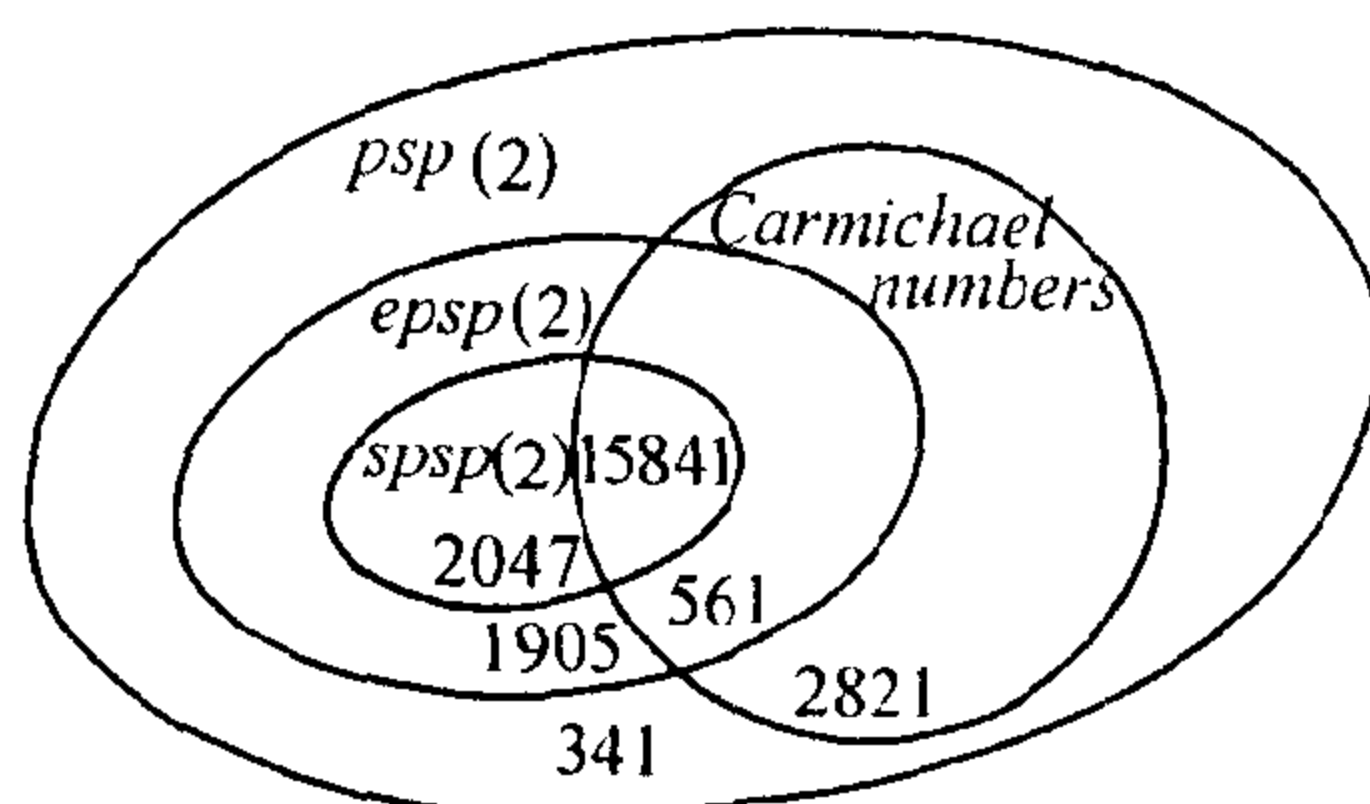 psp (2)
Carmichael
numbers
epsp (2)
spsp(2) 15841
2047
561
1905
2821
341